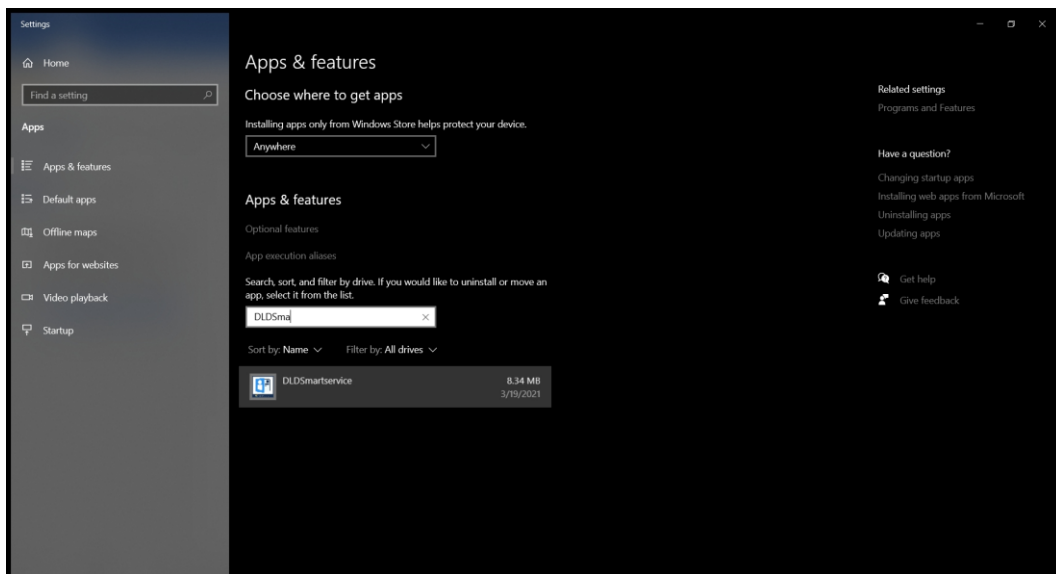 Settings
Home
Find a setting
Apps
Apps & features
Default apps
Offline maps
Apps for websites
Video playback
Startup
Apps & features
Choose where to get apps
Installing apps only from Windows Store helps protect your device.
Anywhere
Apps & features
Optional features
App execution aliases
Search, sort, and filter by drive. If you would like to uninstall or move an
app, select it from the list.
DLDSma
Sort by: Name Filter by: All drives
DLDSmartservice 8.34 MB
3/19/2021
Related settings
Programs and Features
Have a question?
Changing startup apps
Installing web apps from Microsoft
Uninstalling apps
Updating apps
Get help
Give feedback